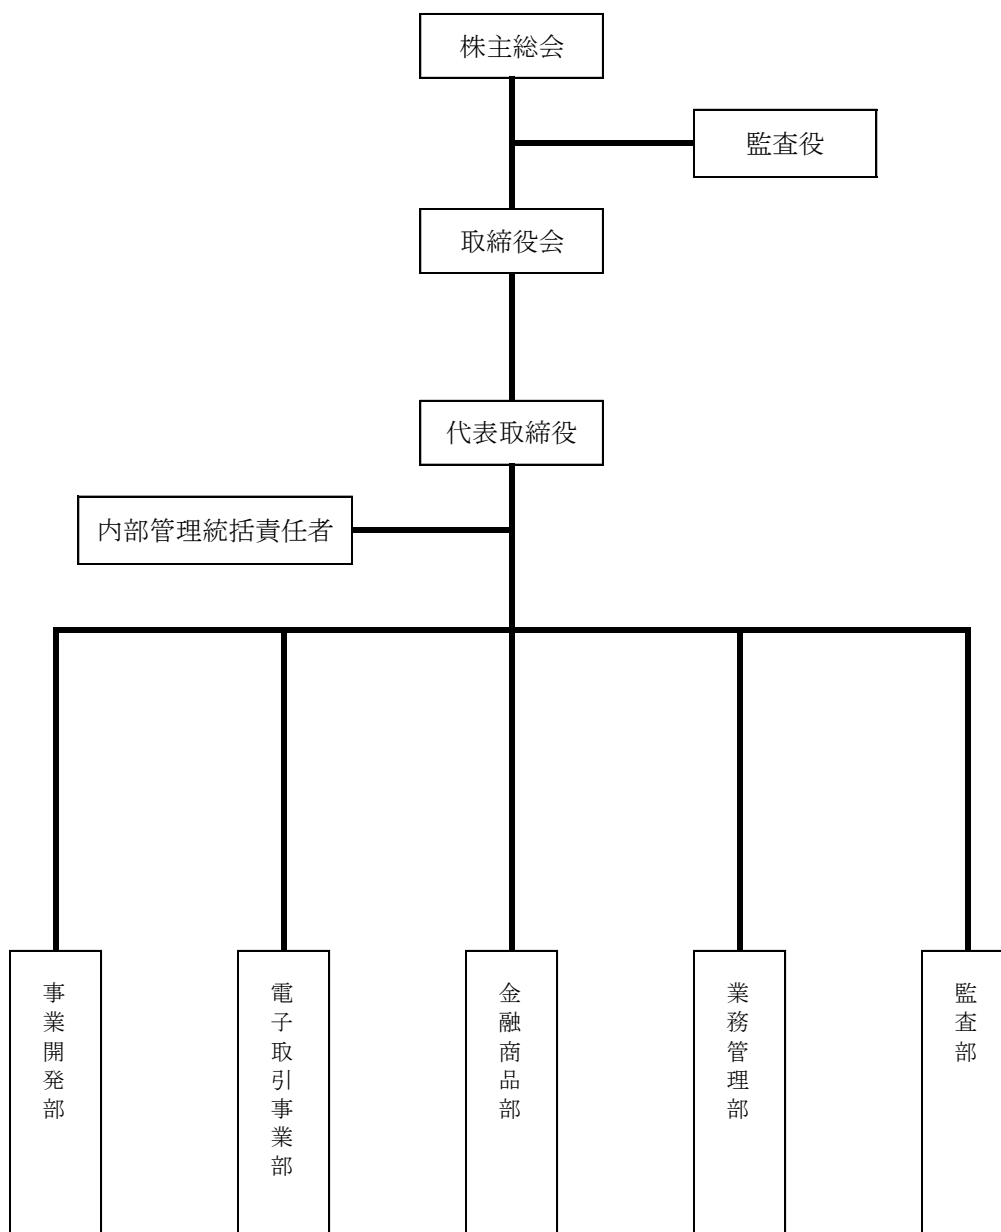 株主総会
監査役
取締役会
代表取締役
内部管理統括責任者
事業開発部
電子取引事業部
金融商品部
業務管理部
監査部